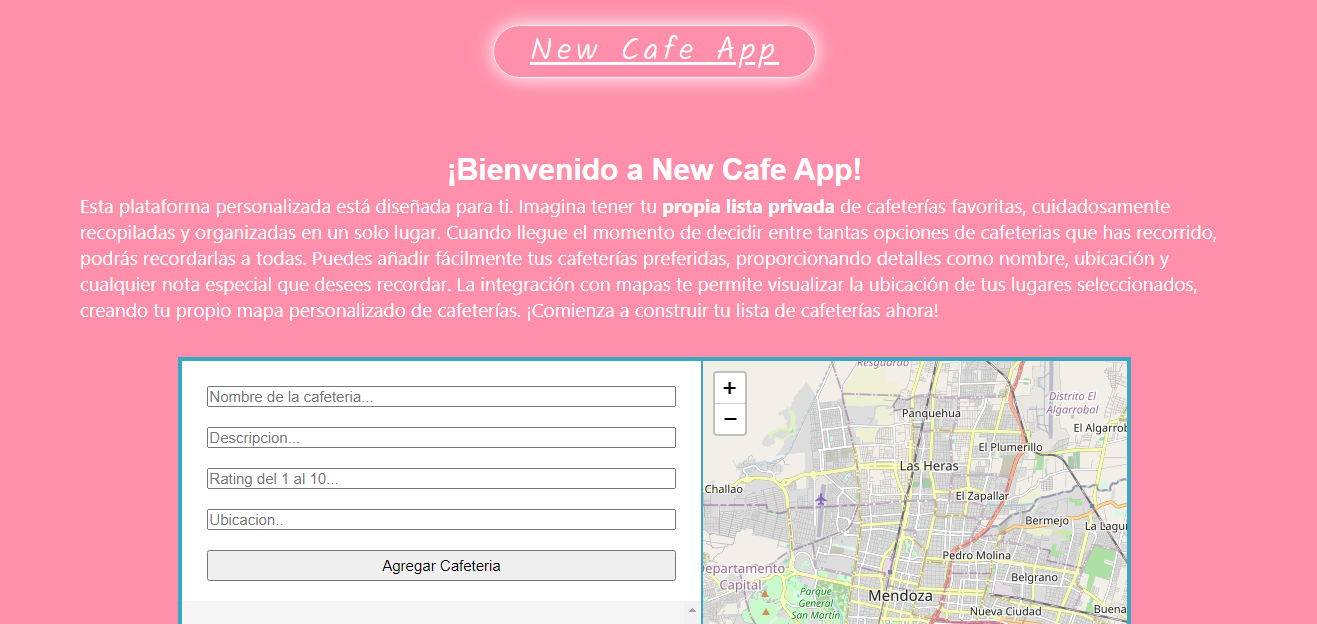 New Cafe App
¡Bienvenido a New Cafe App!
Esta plataforma personalizada está diseñada para ti. Imagina tener tu propia lista privada de cafeterías favoritas, cuidadosamente
recopiladas y organizadas en un solo lugar. Cuando llegue el momento de decidir entre tantas opciones de cafeterias que has recorrido,
podrás recordarlas a todas. Puedes añadir fácilmente tus cafeterías preferidas, proporcionando detalles como nombre, ubicación y
cualquier nota especial que desees recordar. La integración con mapas te permite visualizar la ubicación de tus lugares seleccionados,
creando tu propio mapa personalizado de cafeterías. ¡Comienza a construir tu lista de cafeterías ahora!
Nombre de la cafeteria...
Descripcion...
Rating del 1 al 10...
Ubicacion..
Agregar Cafeteria
+
−
Resguardo
Panquehua
Distrito El
Algarrobal
El Algarrob
El Plumerillo
Las Heras
Challao
El Zapallar
Bermejo
La Lagu
Pedro Molina
epartamento
Capital
Belgrano
Parque
General
San Martín
Mendoza
Nueva Ciudad
Buena